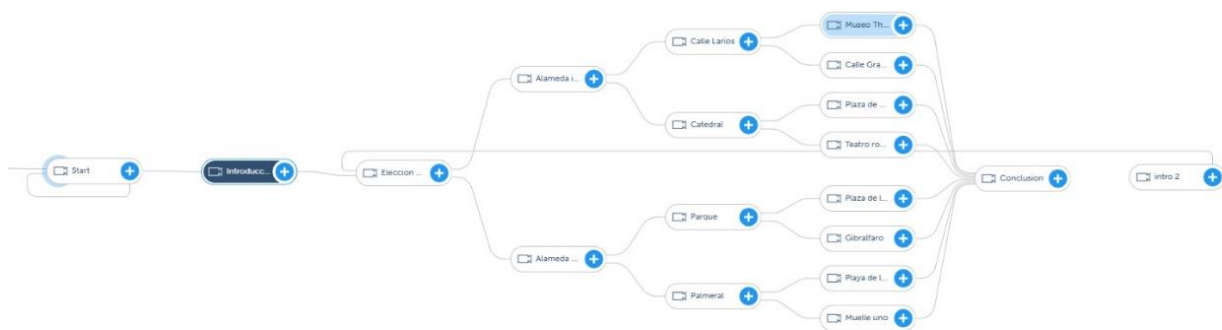 Start
Introducc...
Eleccion ...
Alameda i...
Alameda ...
Calle Larios
Catedral
Parque
Palmeral
Museo Th...
Calle Gra...
Plaza de ...
Teatro ro...
Plaza de l...
Gibralfaro
Playa de l...
Muelle uno
Conclusion
intro 2